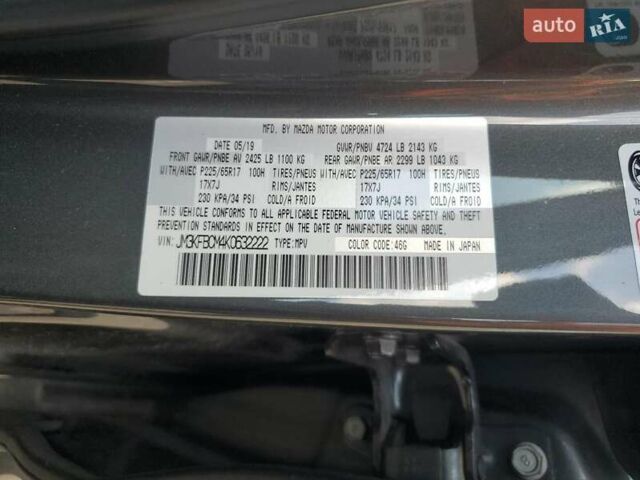 auto RIA
MFD. BY MAZDA MOTOR CORPORATION
DATE 05/19 GVWR/PNBV 4724 LB 2143 KG
FRONT GAWR/PNBE AV 2425 LB 1100 KG REAR GAWR/PNBE AR 2299 LB 1043 KG
WITH/AVEC P225/65R17 100H TIRES/PNEUS WITH/AVEC P225/65R17 100H TIRES/PNEUS
17X7J RIMS/JANTES 17X7J RIMS/JANTES
230 KPA/34 PSI COLD/A FROID 230 KPA/34 PSI COLD/A FROID
THIS VEHICLE CONFORMS TO ALL APPLICABLE FEDERAL MOTOR VEHICLE SAFETY AND THEFT
PREVENTION STANDARDS IN EFFECT ON THE DATE OF MANUFACTURE SHOWN ABOVE.
VIN: JM3KFBCM4K0632222 TYPE: MPV COLOR CODE: 46G MADE IN JAPAN